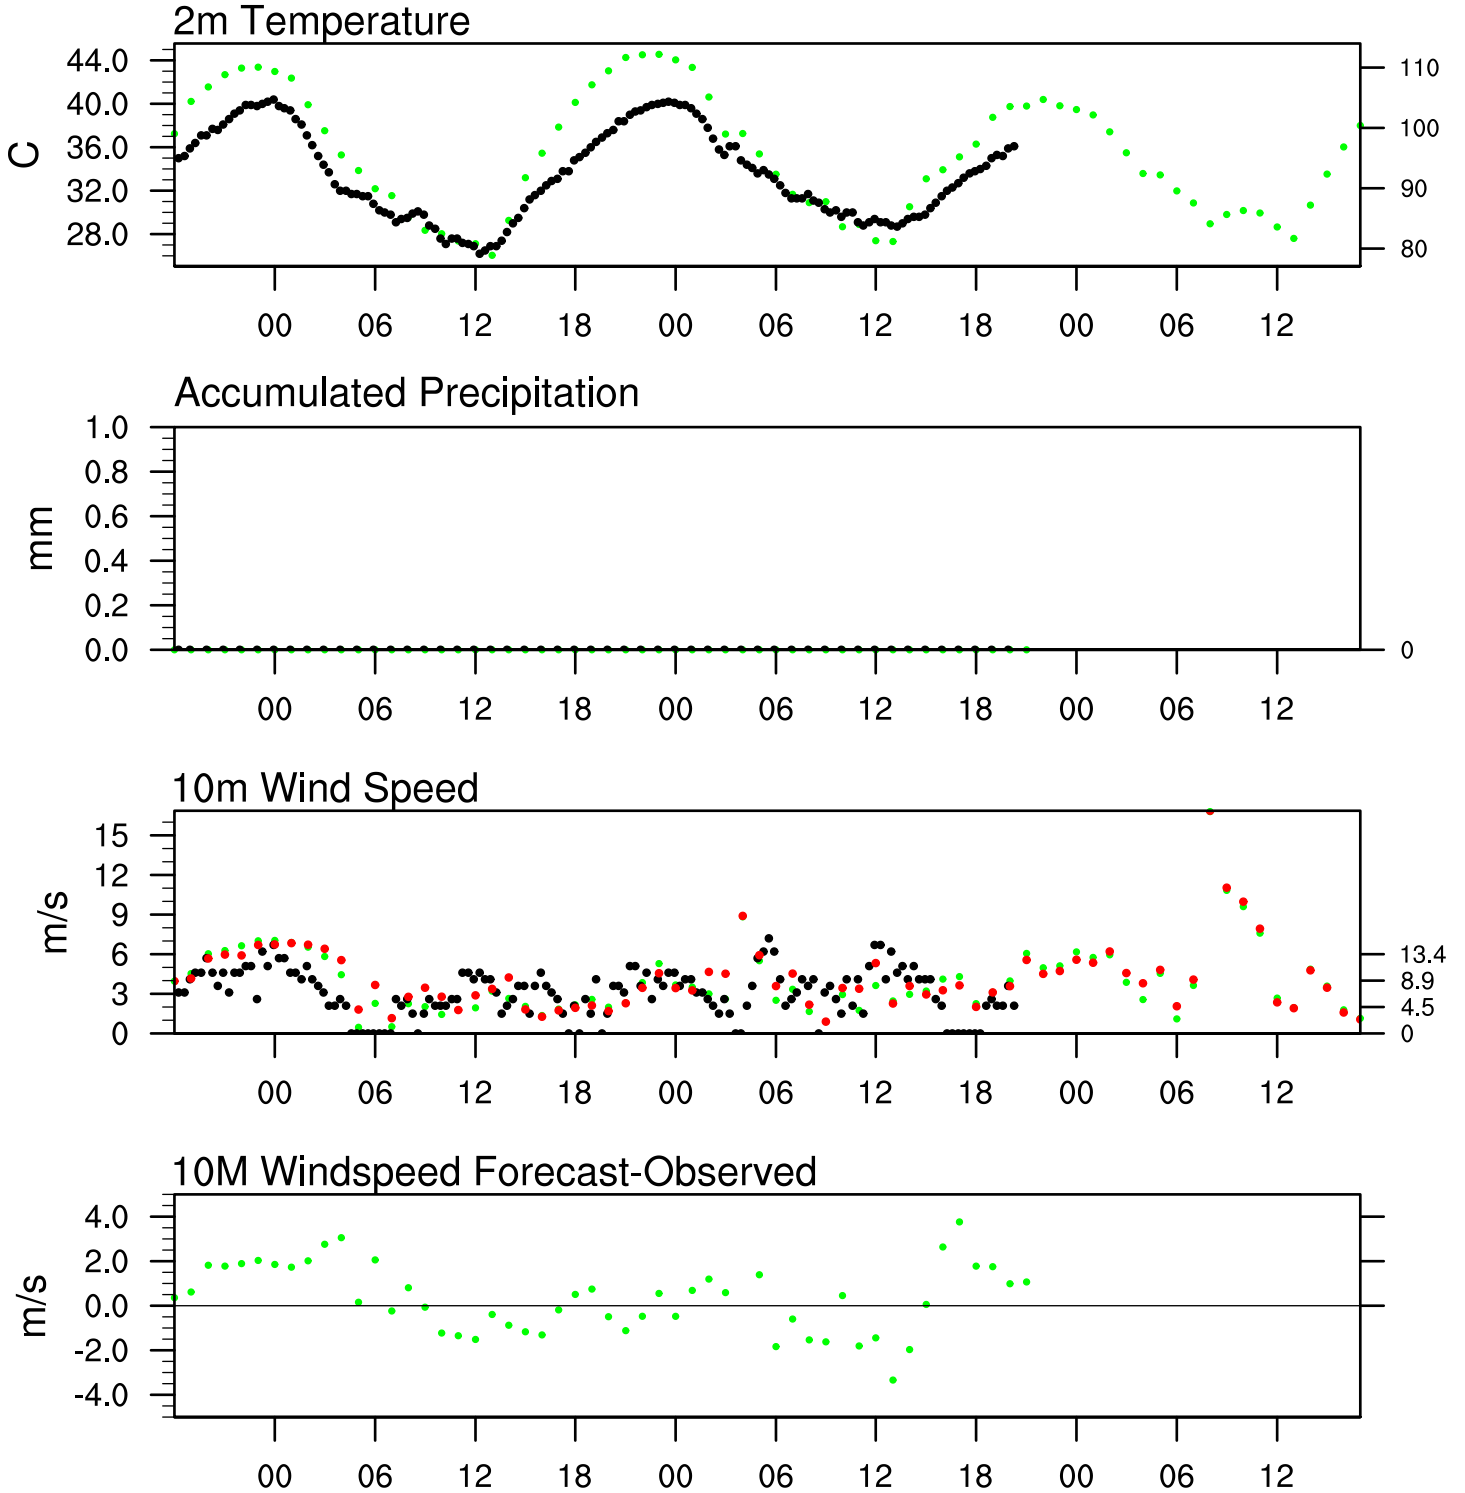 2m Temperature
44.0
40.0
36.0
32.0
28.0
C
110
100
90
80
00 06 12 18 00 06 12 18 00 06 12
Accumulated Precipitation
1.0
0.8
0.6
0.4
0.2
0.0
mm
0
00 06 12 18 00 06 12 18 00 06 12
10m Wind Speed
15
12
9
6
3
0
m/s
13.4
8.9
4.5
0
00 06 12 18 00 06 12 18 00 06 12
10M Windspeed Forecast-Observed
4.0
2.0
0.0
-2.0
-4.0
m/s
00 06 12 18 00 06 12 18 00 06 12